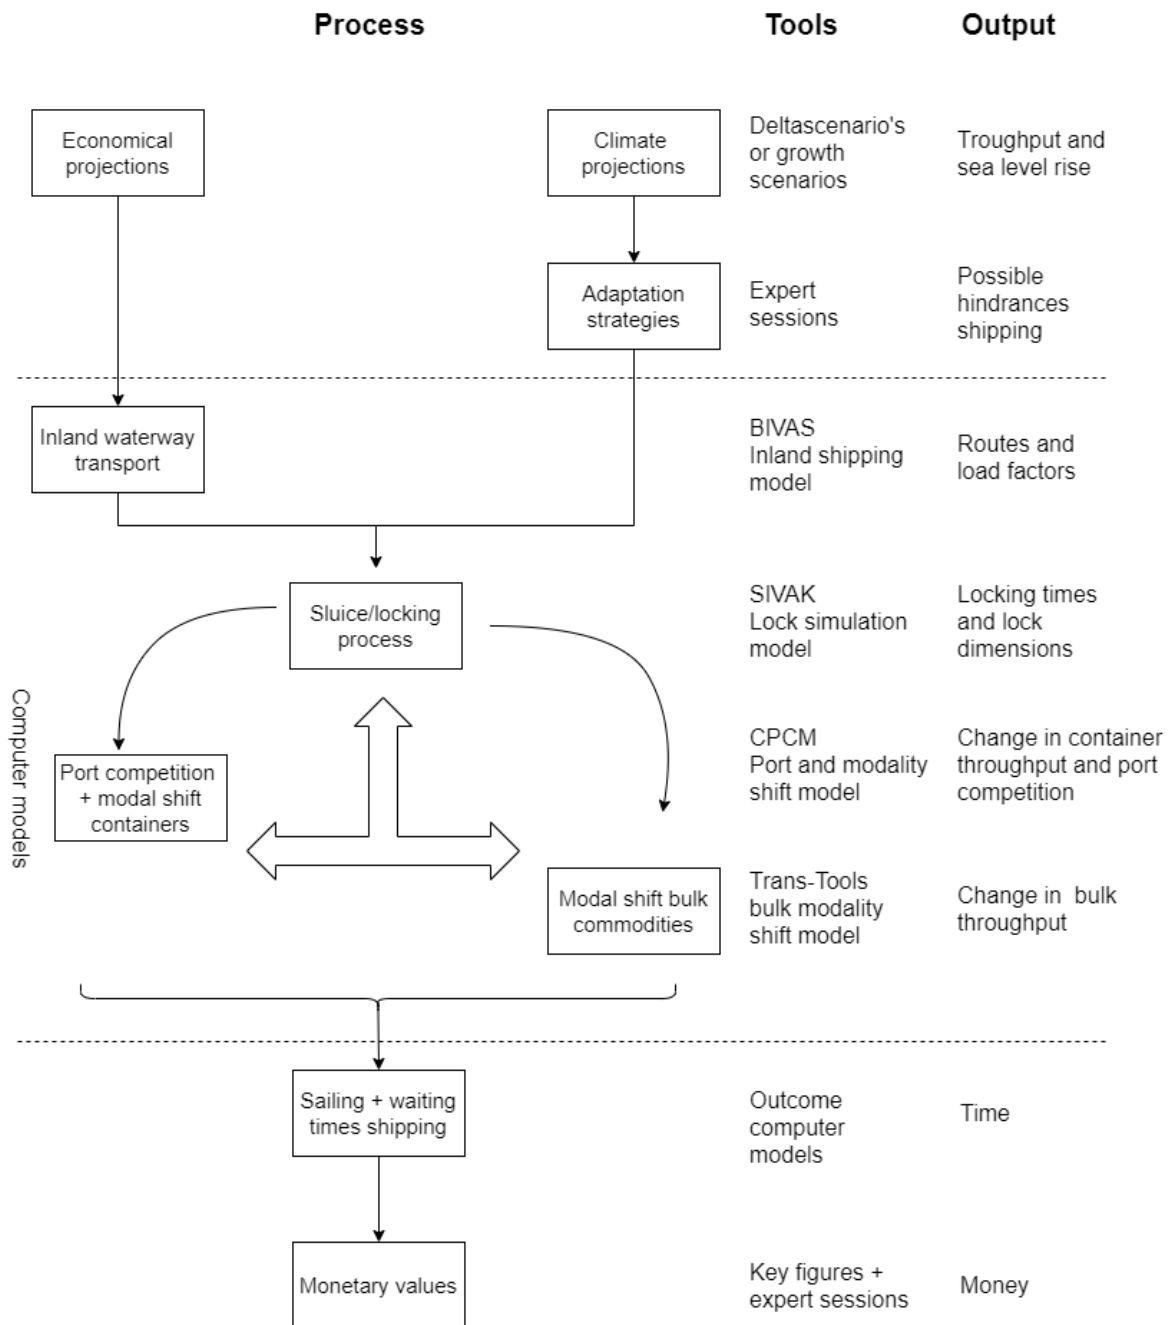 Process
Tools
Output
Economical
projections
Climate
projections
Deltascenario's
or growth
scenarios
Troughput and
sea level rise
Adaptation
strategies
Expert
sessions
Possible
hindrances
shipping
Inland waterway
transport
BIVAS
Inland shipping
model
Routes and
load factors
Sluice/locking
process
SIVAK
Lock simulation
model
Locking times
and lock
dimensions
Computer models
Port competition
+ modal shift
containers
CPCM
Port and modality
shift model
Change in container
throughput and port
competition
Modal shift bulk
commodities
Trans-Tools
bulk modality
shift model
Change in bulk
throughput
Sailing + waiting
times shipping
Outcome
computer
models
Time
Monetary values
Key figures +
expert sessions
Money